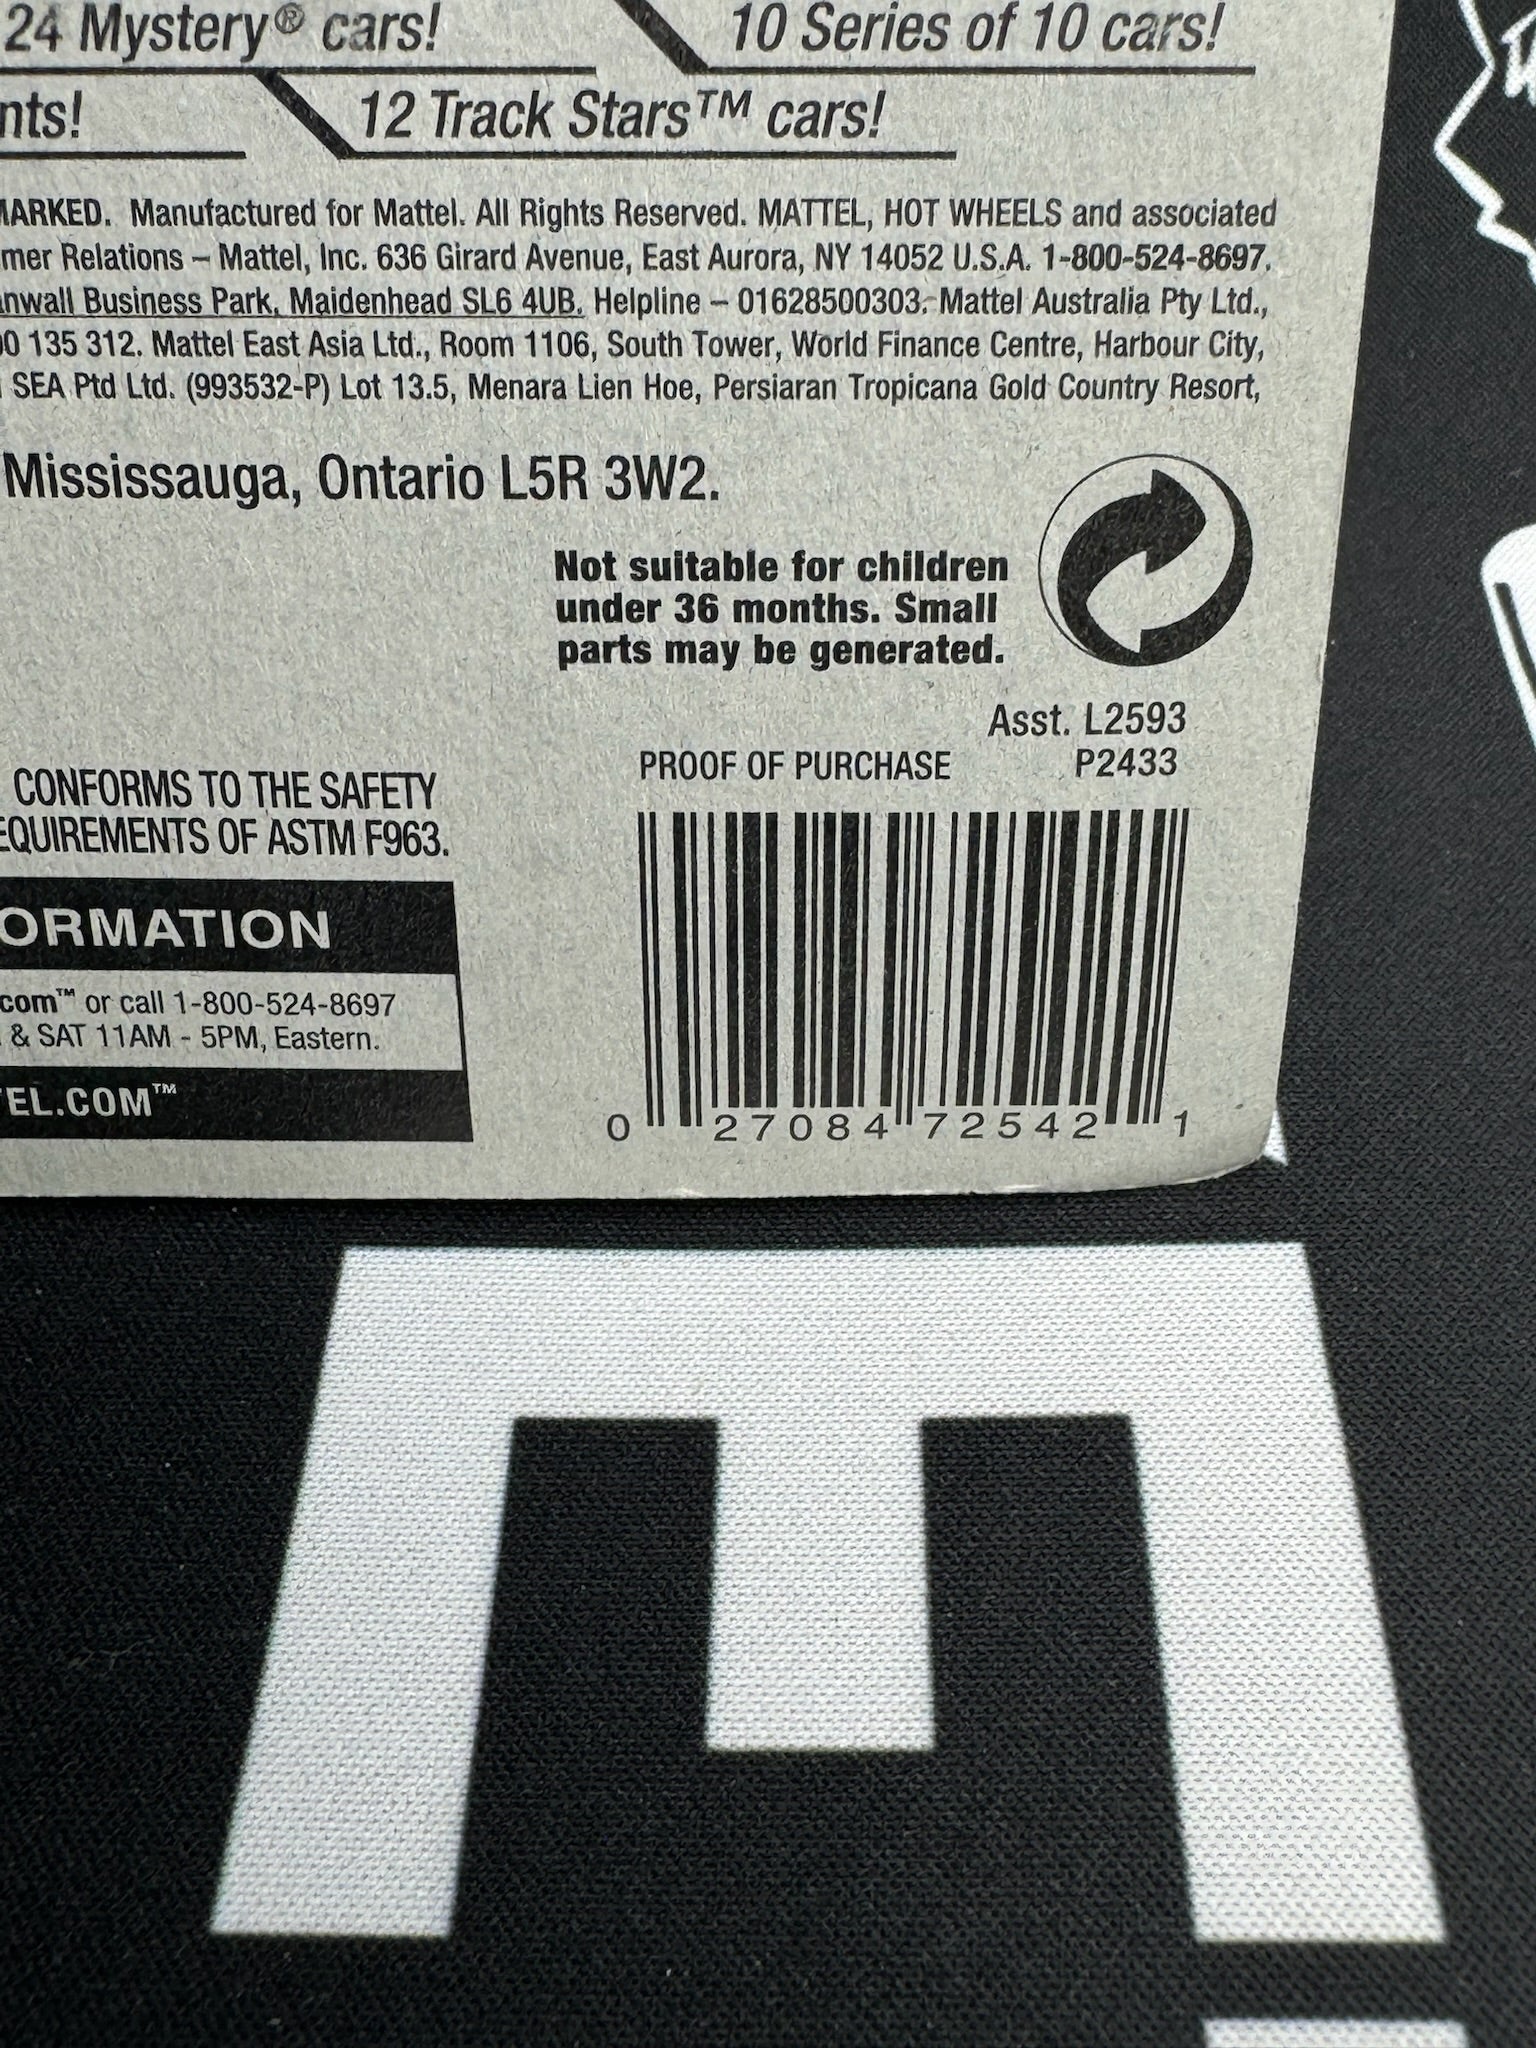 24 Mystery® cars!
10 Series of 10 cars!
nts!
12 Track Stars™ cars!
MARKED. Manufactured for Mattel. All Rights Reserved. MATTEL, HOT WHEELS and associated
mer Relations – Mattel, Inc. 636 Girard Avenue, East Aurora, NY 14052 U.S.A. 1-800-524-8697.
nwall Business Park, Maidenhead SL6 4UB. Helpline – 01628500303. Mattel Australia Pty Ltd.,
00 135 312. Mattel East Asia Ltd., Room 1106, South Tower, World Finance Centre, Harbour City,
SEA Ptd Ltd. (993532-P) Lot 13.5, Menara Lien Hoe, Persiaran Tropicana Gold Country Resort,
Mississauga, Ontario L5R 3W2.
Not suitable for children
under 36 months. Small
parts may be generated.
Asst. L2593
PROOF OF PURCHASE P2433
CONFORMS TO THE SAFETY
EQUIREMENTS OF ASTM F963.
ORMATION
com™ or call 1-800-524-8697
& SAT 11AM - 5PM, Eastern.
TEL.COM™
0 27084 72542 1
E